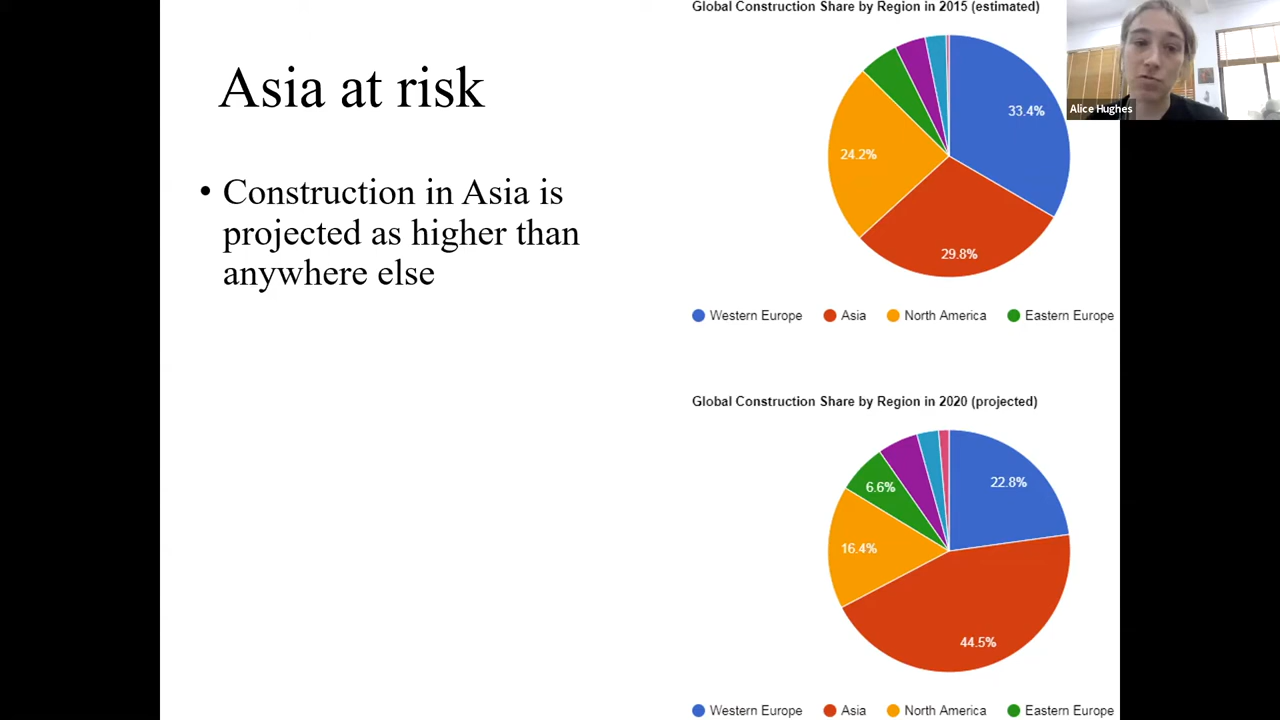 Global Construction Share by Region in 2015 (estimated)
Asia at risk
Alice Hughes
• Construction in Asia is
projected as higher than
anywhere else
33.4%
24.2%
29.8%
Western Europe Asia North America Eastern Europe
Global Construction Share by Region in 2020 (projected)
22.8%
6.6%
16.4%
44.5%
Western Europe Asia North America Eastern Europe